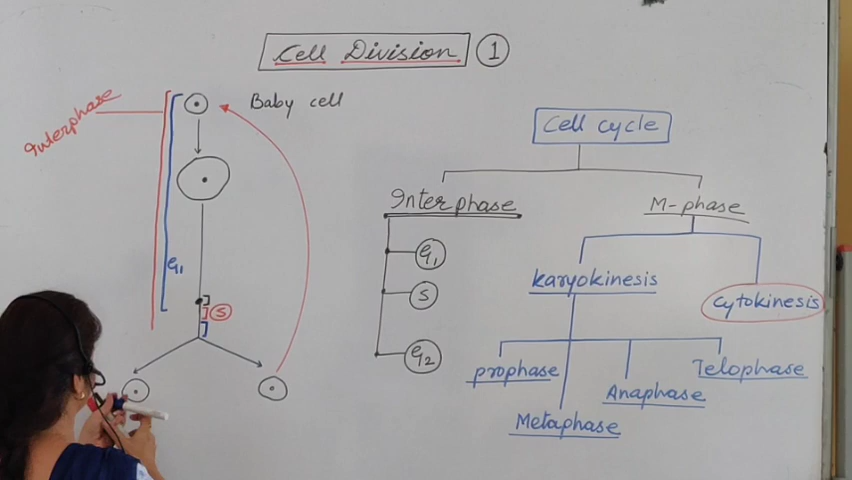 Cell Division 1
Interphase
Baby cell
Cell cycle
Interphase
M-phase
G1
G1
S
S
G2
Karyokinesis
Cytokinesis
prophase
Metaphase
Anaphase
Telophase